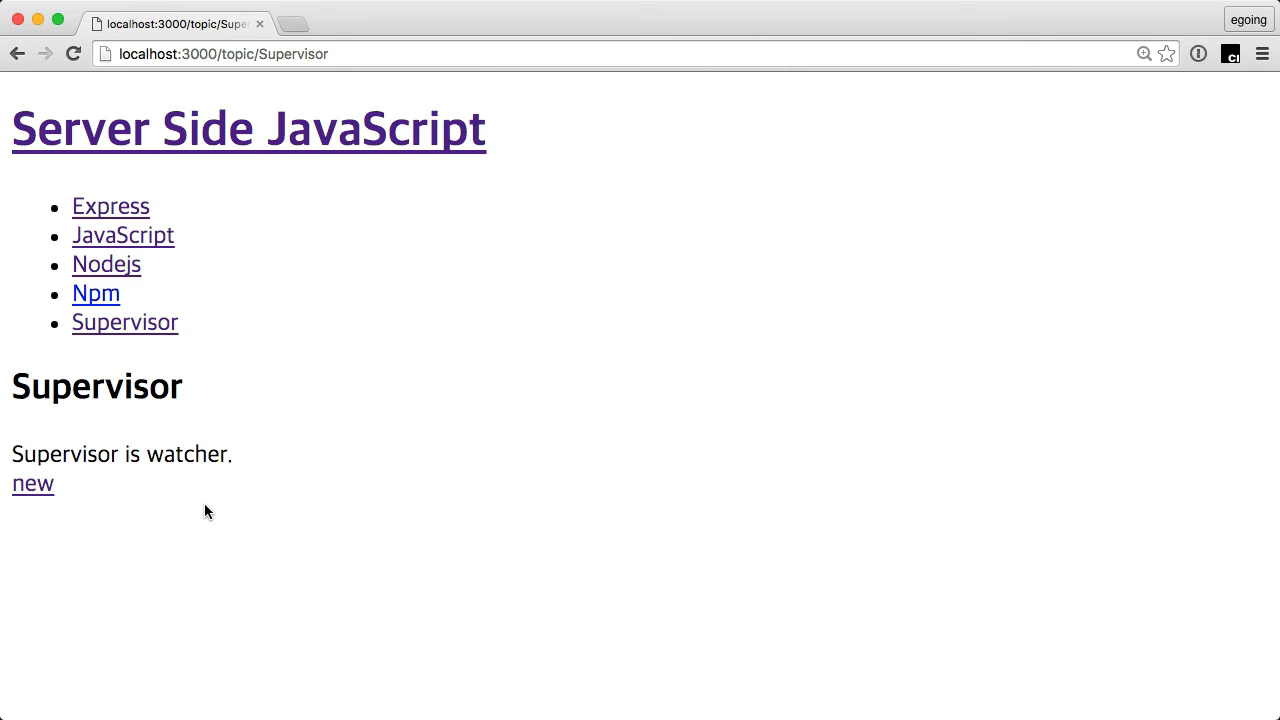 localhost:3000/topic/Supe
egoing
localhost:3000/topic/Supervisor
Server Side JavaScript
Express
JavaScript
Nodejs
Npm
Supervisor
Supervisor
Supervisor is watcher.
new